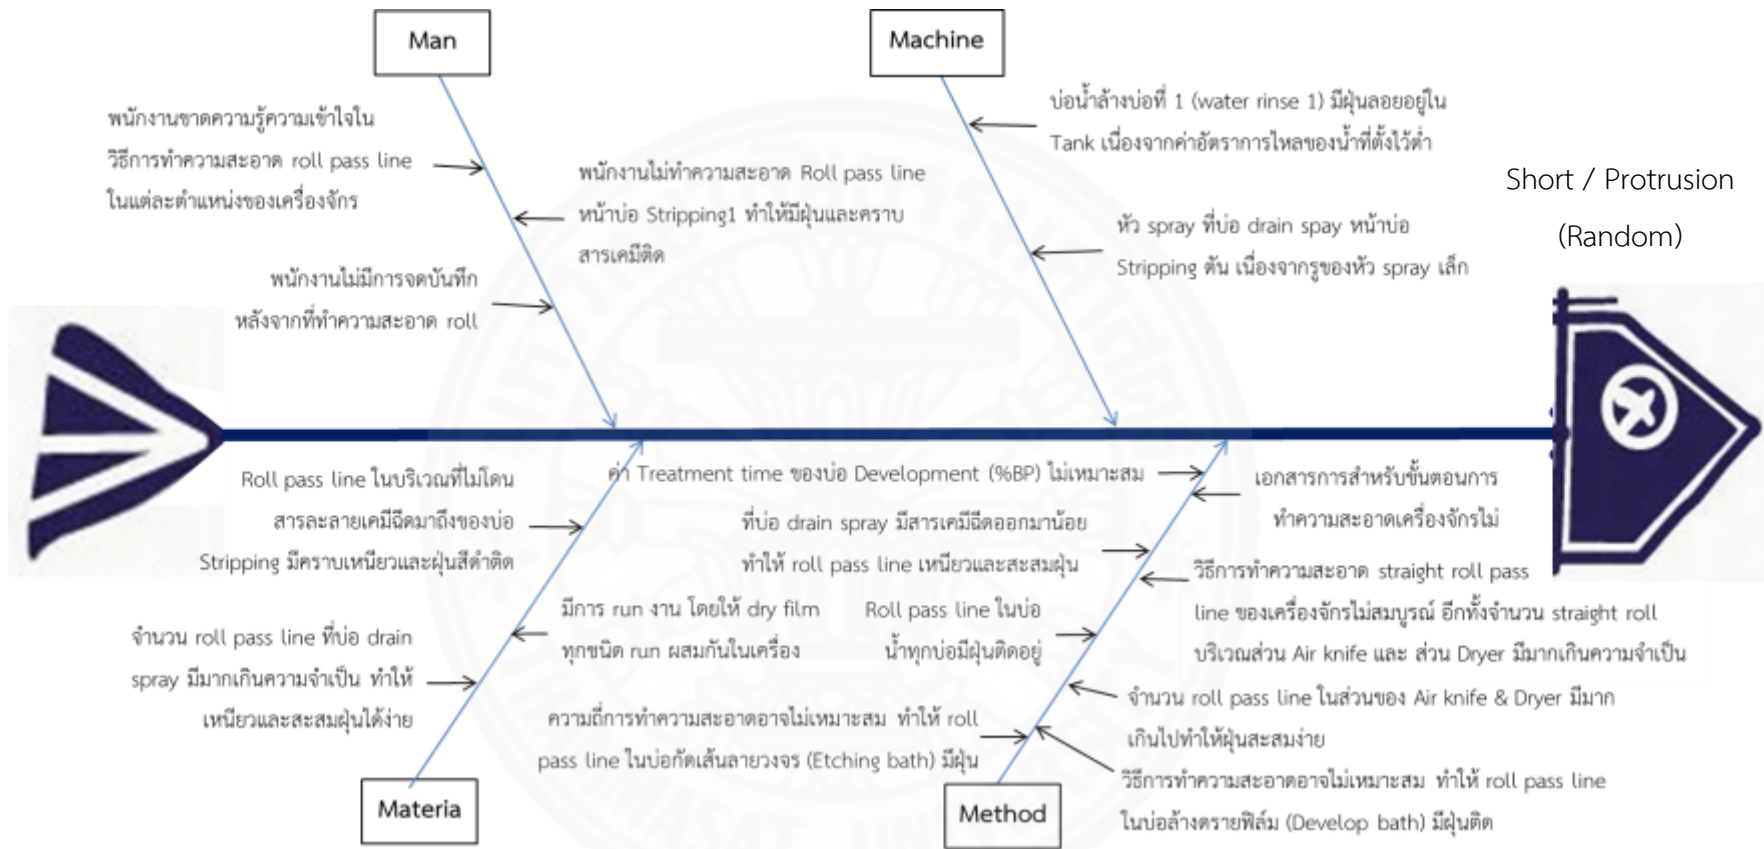 Man
Machine
พนักงานขาดความรู้ความเข้าใจใน
วิธีการทำความสะอาด roll pass line
ในแต่ละตำแหน่งของเครื่องจักร
พนักงานไม่ทำความสะอาด Roll pass line
หน้าบ่อ Stripping1 ทำให้มีฝุ่นและคราบ
สารเคมีติด
พนักงานไม่มีการจดบันทึก
หลังจากที่ทำความสะอาด roll
บ่อน้ำล้างบ่อที่ 1 (water rinse 1) มีฝุ่นลอยอยู่ใน
Tank เนื่องจากค่าอัตราการไหลของน้ำที่ตั้งไว้ต่ำ
หัว spray ที่บ่อ drain spay หน้าบ่อ
Stripping ตัน เนื่องจากรูของหัว spray เล็ก
Short / Protrusion
(Random)
Roll pass line ในบริเวณที่ไม่โดน
สารละลายเคมีฉีดมาถึงของบ่อ
Stripping มีคราบเหนียวและฝุ่นสีดำติด
จำนวน roll pass line ที่บ่อ drain
spray มีมากเกินความจำเป็น ทำให้
เหนียวและสะสมฝุ่นได้ง่าย
มีการ run งาน โดยให้ dry film
ทุกชนิด run ผสมกันในเครื่อง
ค่า Treatment time ของบ่อ Development (%BP) ไม่เหมาะสม
ที่บ่อ drain spray มีสารเคมีฉีดออกมาน้อย
ทำให้ roll pass line เหนียวและสะสมฝุ่น
Roll pass line ในบ่อ
น้ำทุกบ่อมีฝุ่นติดอยู่
ความถี่การทำความสะอาดอาจไม่เหมาะสม ทำให้ roll
pass line ในบ่อกัดเส้นลายวงจร (Etching bath) มีฝุ่น
เอกสารการสำหรับขั้นตอนการ
ทำความสะอาดเครื่องจักรไม่
วิธีการทำความสะอาด straight roll pass
line ของเครื่องจักรไม่สมบูรณ์ อีกทั้งจำนวน straight roll
บริเวณส่วน Air knife และ ส่วน Dryer มีมากเกินความจำเป็น
จำนวน roll pass line ในส่วนของ Air knife & Dryer มีมาก
เกินไปทำให้ฝุ่นสะสมง่าย
วิธีการทำความสะอาดอาจไม่เหมาะสม ทำให้ roll pass line
ในบ่อล้างดรายฟิล์ม (Develop bath) มีฝุ่นติด
Materia
Method